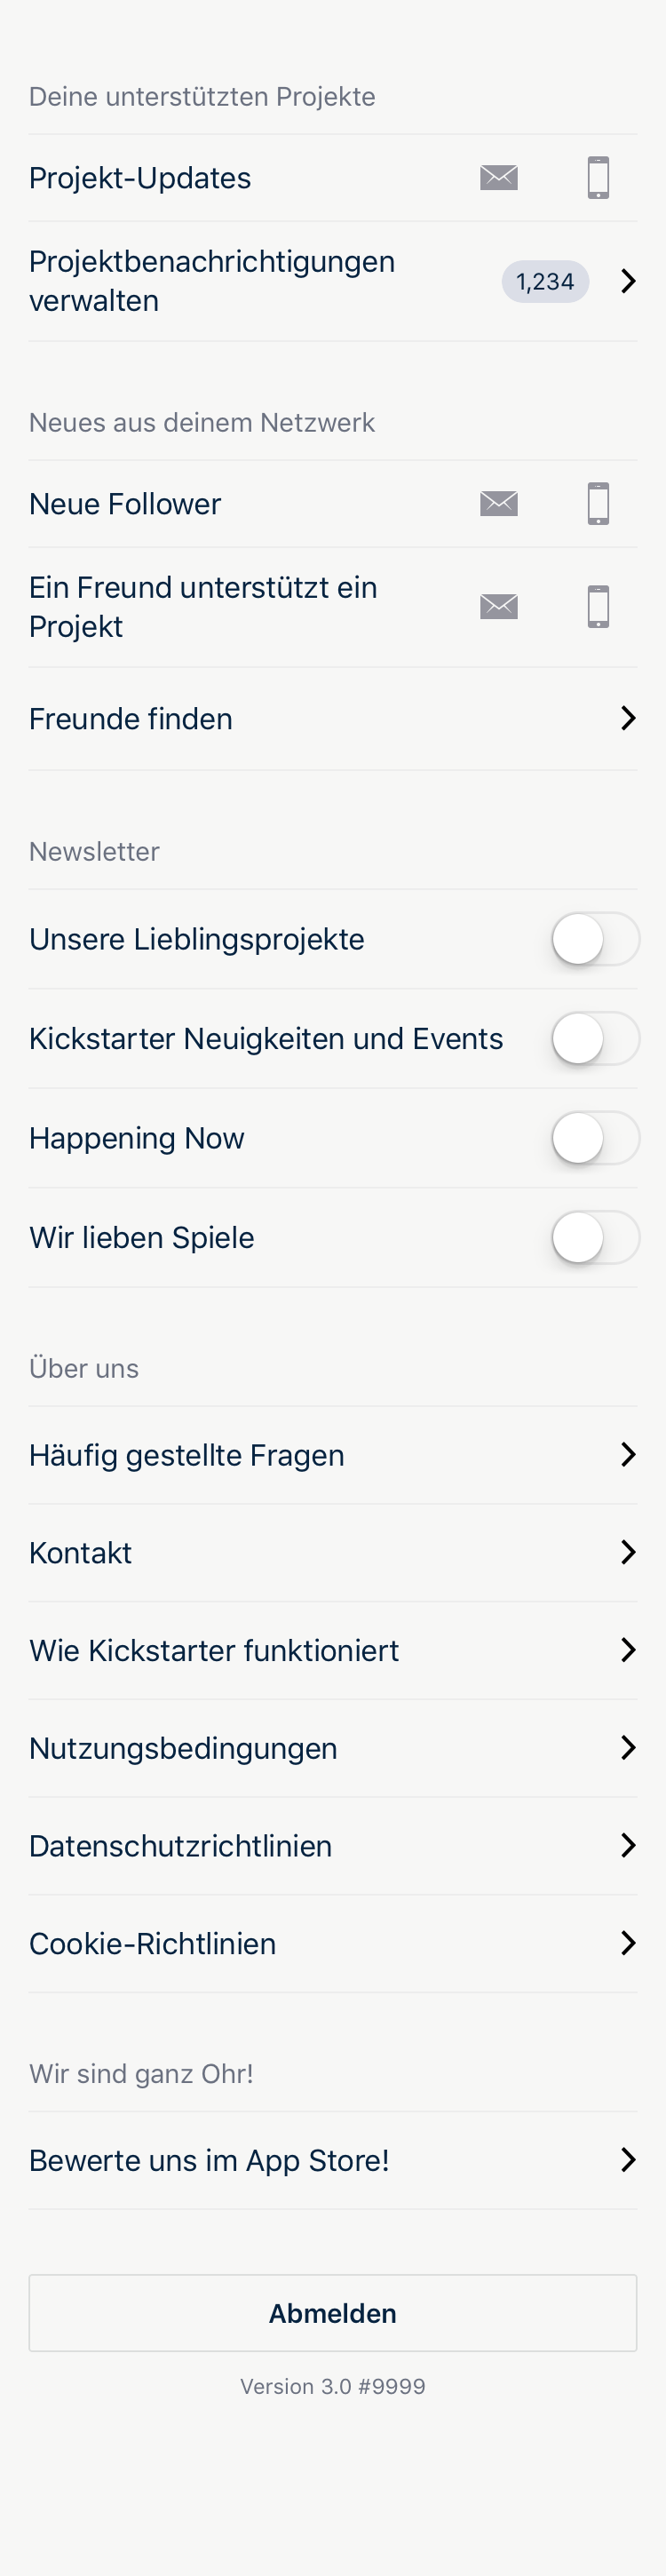 Deine unterstützten Projekte
Projekt-Updates
Projektbenachrichtigungen
verwalten
1,234
Neues aus deinem Netzwerk
Neue Follower
Ein Freund unterstützt ein
Projekt
Freunde finden
Newsletter
Unsere Lieblingsprojekte
Kickstarter Neuigkeiten und Events
Happening Now
Wir lieben Spiele
Über uns
Häufig gestellte Fragen
Kontakt
Wie Kickstarter funktioniert
Nutzungsbedingungen
Datenschutzrichtlinien
Cookie-Richtlinien
Wir sind ganz Ohr!
Bewerte uns im App Store!
Abmelden
Version 3.0 #9999